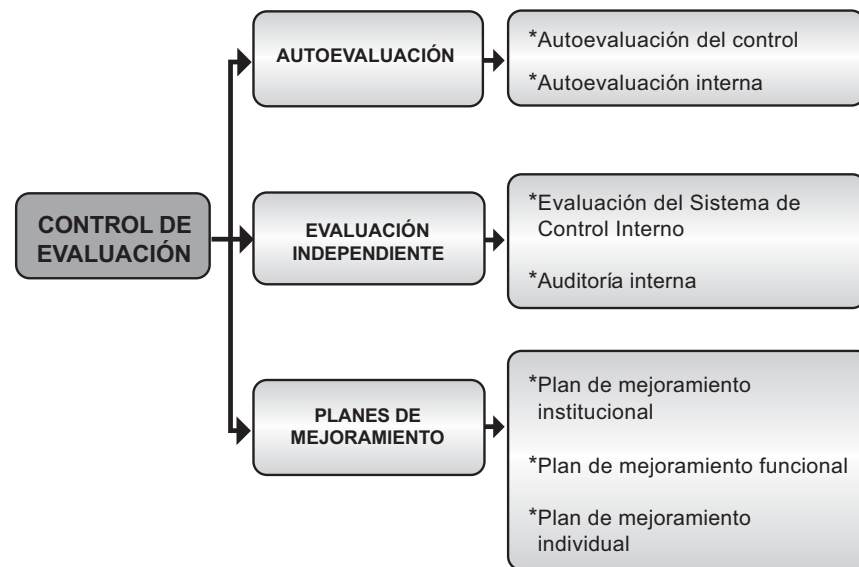 CONTROL DE
EVALUACIÓN
AUTOEVALUACIÓN
*Autoevaluación del control
*Autoevaluación interna
EVALUACIÓN
INDEPENDIENTE
*Evaluación del Sistema de
Control Interno
*Auditoría interna
PLANES DE
MEJORAMIENTO
*Plan de mejoramiento
institucional
*Plan de mejoramiento funcional
*Plan de mejoramiento
individual